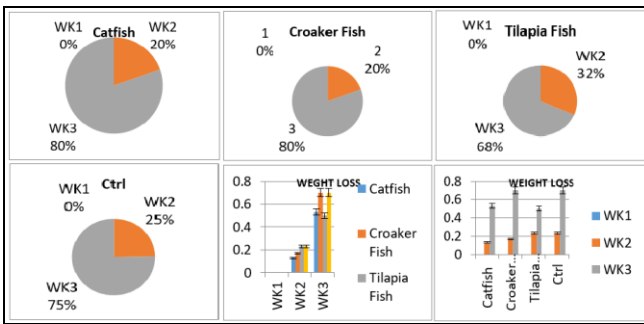 Catfish
WK1
0%
WK2
20%
WK3
80%
Croaker Fish
1
0%
2
20%
3
80%
Tilapia Fish
WK1
0%
WK2
32%
WK3
68%
Ctrl
WK1
0%
WK2
25%
WK3
75%
WEGHT LOSS
0.8
0.6
0.4
0.2
0
WK1
WK2
WK3
Catfish
Croaker
Fish
Tilapia
Fish
WEIGHT LOSS
0.8
0.6
0.4
0.2
0
Catfish
Croaker...
Tilapia...
Ctrl
WK1
WK2
WK3